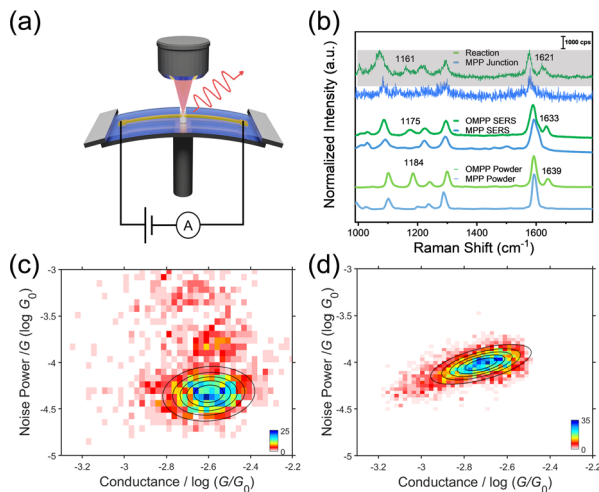 (a)
A
(b)
1000 cps
Reaction
MPP Junction
1161
1621
OMPP SERS
MPP SERS
1175
1633
OMPP Powder
MPP Powder
1184
1639
Normalized Intensity (a.u.)
1000 1200 1400 1600
Raman Shift (cm-1)
(c)
-3
-3.5
-4
-4.5
-5
Noise Power /G (log G0)
25
0
-3.2 -3 -2.8 -2.6 -2.4 -2.2
Conductance / log (G/G0)
(d)
-3
-3.5
-4
-4.5
-5
Noise Power /G (log G0)
35
0
-3.2 -3 -2.8 -2.6 -2.4 -2.2
Conductance / log (G/G0)